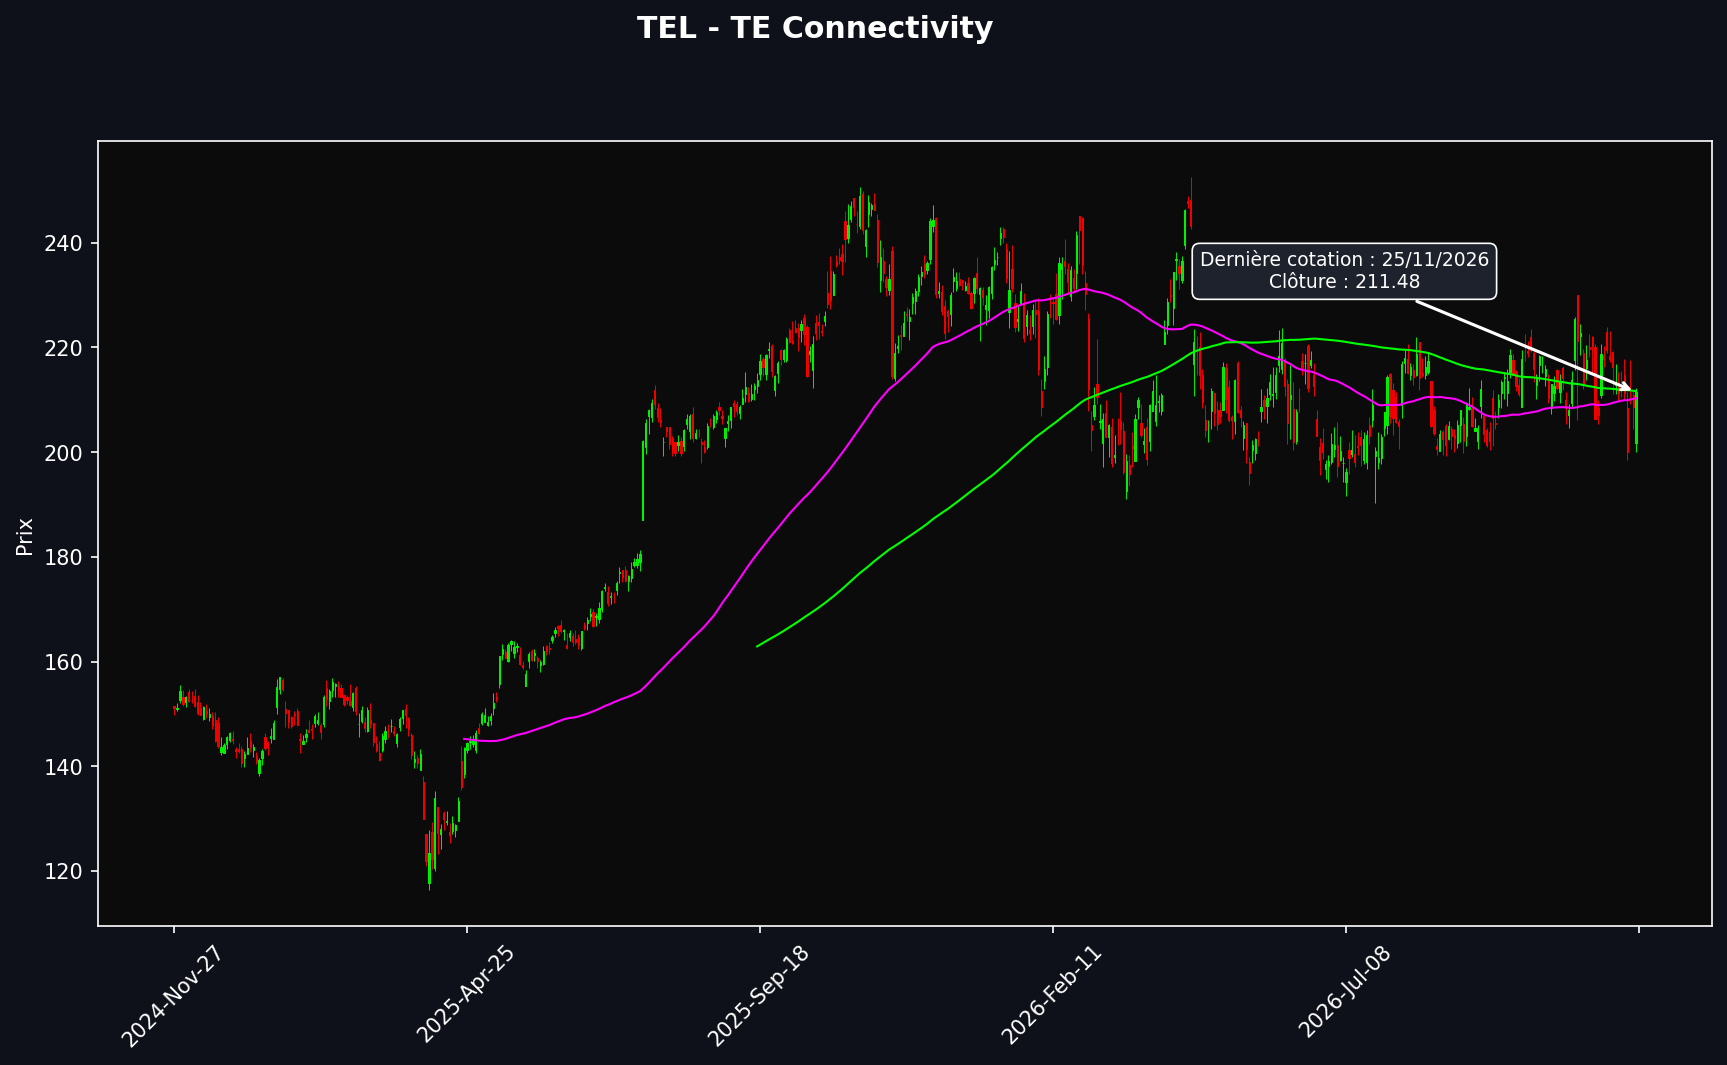 TEL - TE Connectivity
Dernière cotation : 25/11/2026
Clôture : 211.48
Prix
240
220
200
180
160
140
120
2024-Nov-27
2025-Apr-25
2025-Sep-18
2026-Feb-11
2026-Jul-08